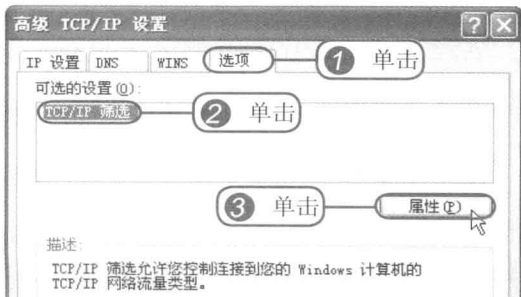 高级 TCP/IP 设置
IP 设置 DNS WINS 选项 1 单击
可选的设置(O):
TCP/IP 筛选 2 单击
3 单击 属性(P)
描述:
TCP/IP 筛选允许您控制连接到您的 Windows 计算机的
TCP/IP 网络流量类型。